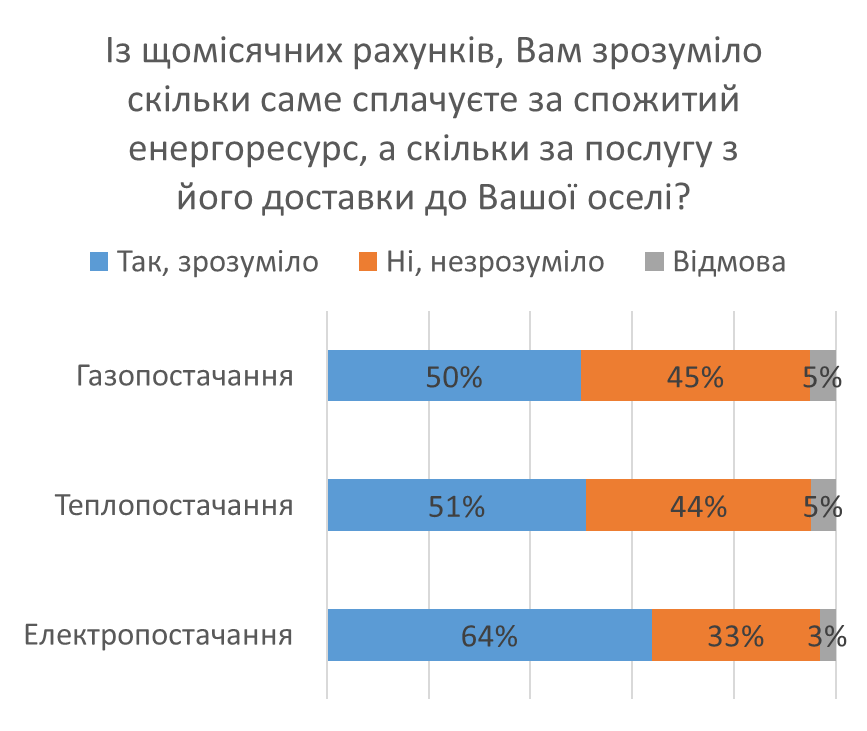 Із щомісячних рахунків, Вам зрозуміло
скільки саме сплачуєте за спожитий
енергоресурс, а скільки за послугу з
його доставки до Вашої оселі?
Так, зрозуміло Ні, незрозуміло Відмова
Газопостачання 50% 45% 5%
Теплопостачання 51% 44% 5%
Електропостачання 64% 33% 3%